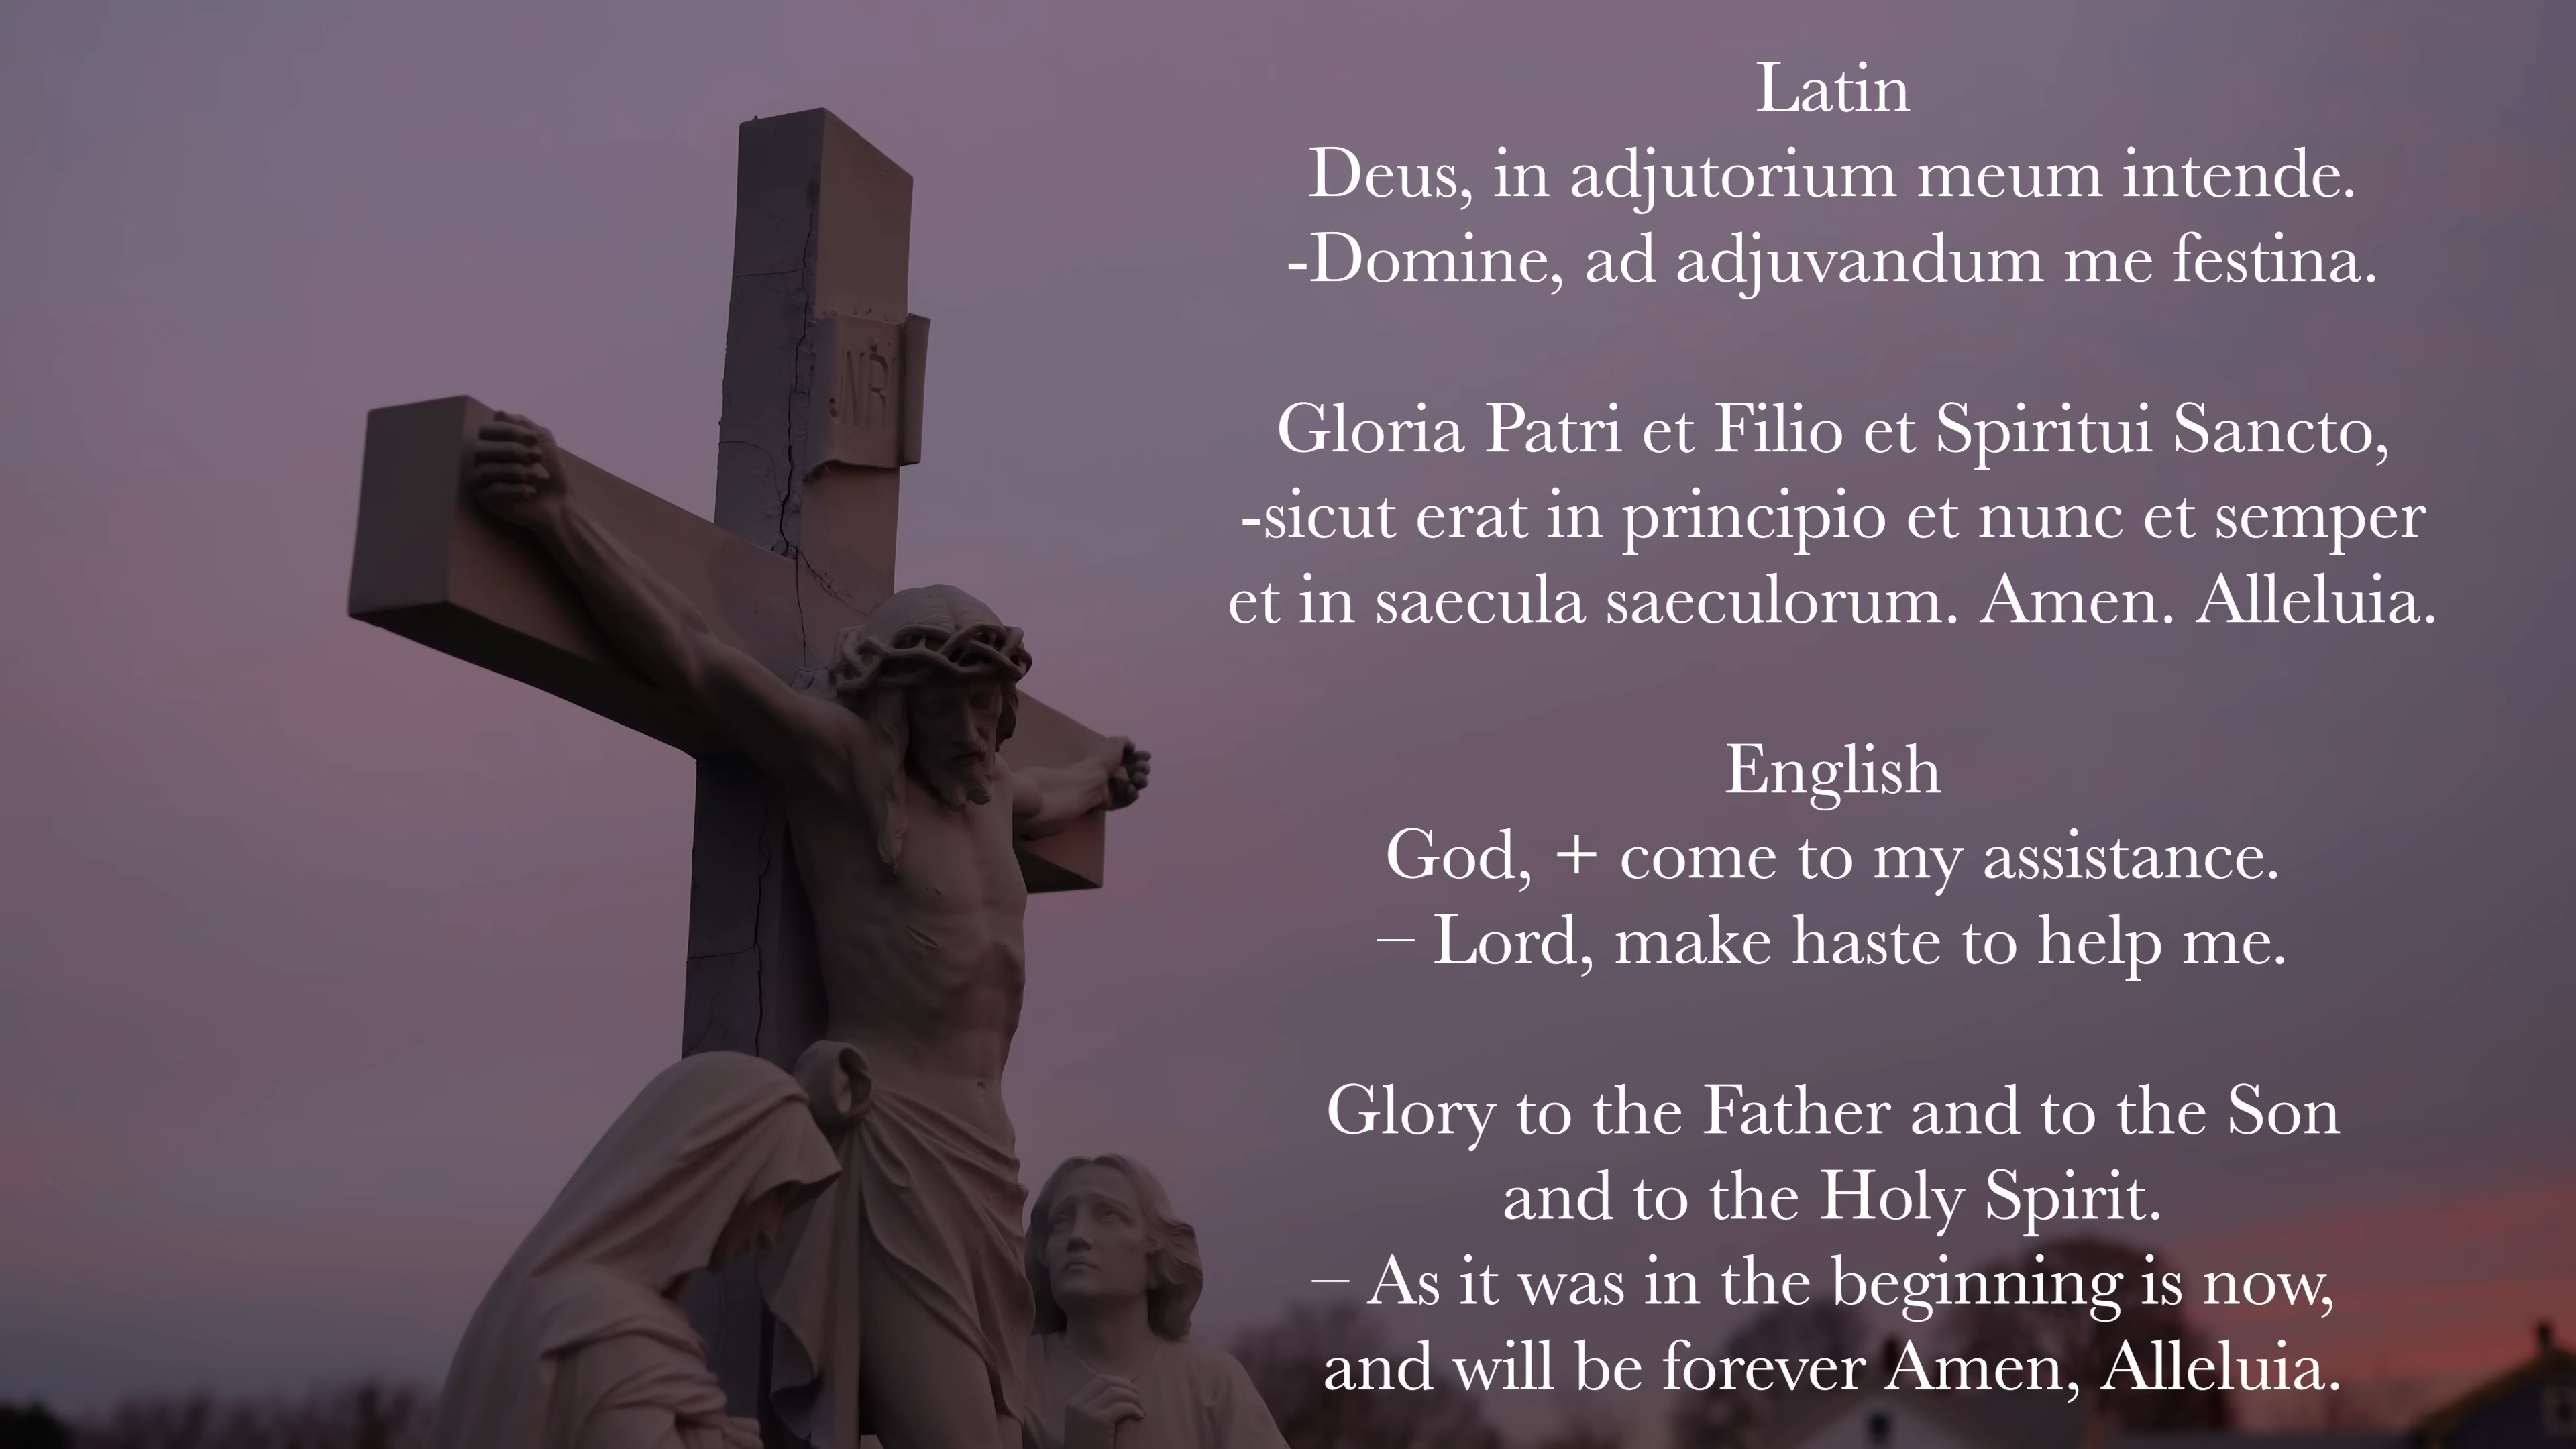 INRI
Latin
Deus, in adjutorium meum intende.
-Domine, ad adjuvandum me festina.
Gloria Patri et Filio et Spiritui Sancto,
-sicut erat in principio et nunc et semper
et in saecula saeculorum. Amen. Alleluia.
English
God, + come to my assistance.
– Lord, make haste to help me.
Glory to the Father and to the Son
and to the Holy Spirit.
– As it was in the beginning is now,
and will be forever Amen, Alleluia.